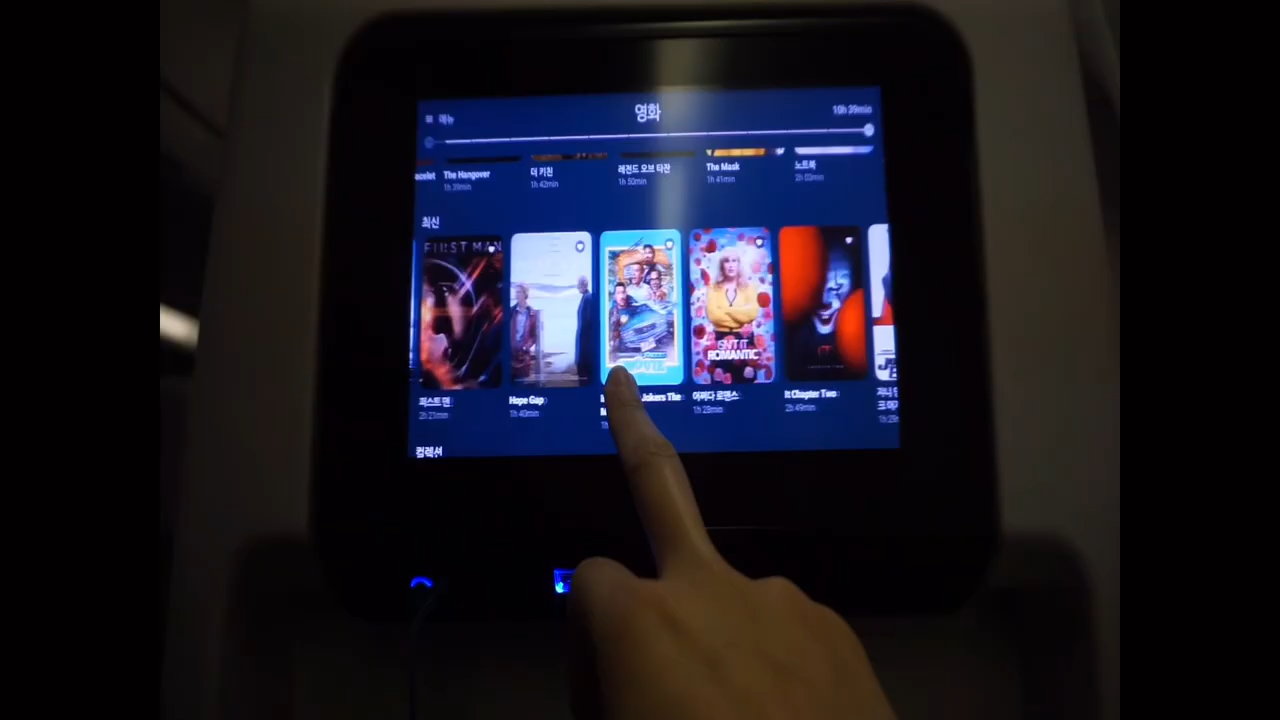 메뉴
영화
10h 39min
acelet
The Hangover
1h 39min
더 키친
1h 42min
레전드 오브 타잔
1h 50min
The Mask
1h 41min
노트북
2h 03min
최신
FIRST MAN
ISN'T IT
ROMANTIC
IT
퍼스트 맨
2h 21min
Hope Gap
1h 40min
Jokers The
어쩌다 로맨스
1h 29min
It Chapter Two
2h 49min
컬렉션